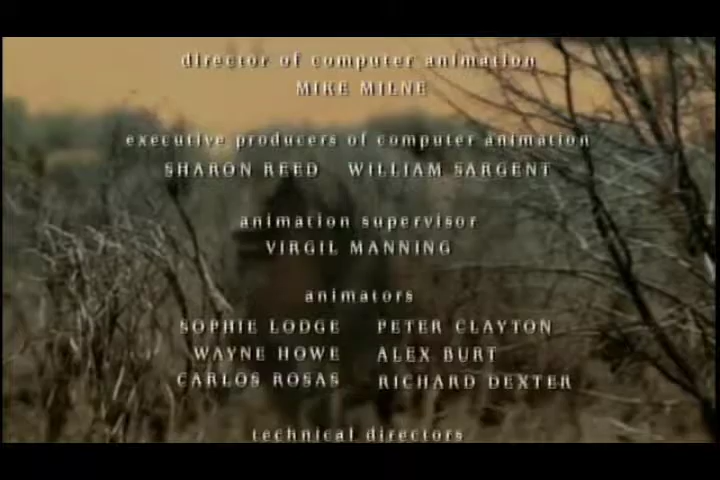 director of computer animation
MIKE MILNE
executive producers of computer animation
SHARON REED WILLIAM SARGENT
animation supervisor
VIRGIL MANNING
animators
SOPHIE LODGE PETER CLAYTON
WAYNE HOWE ALEX BURT
CARLOS ROSAS RICHARD DEXTER
technical directors